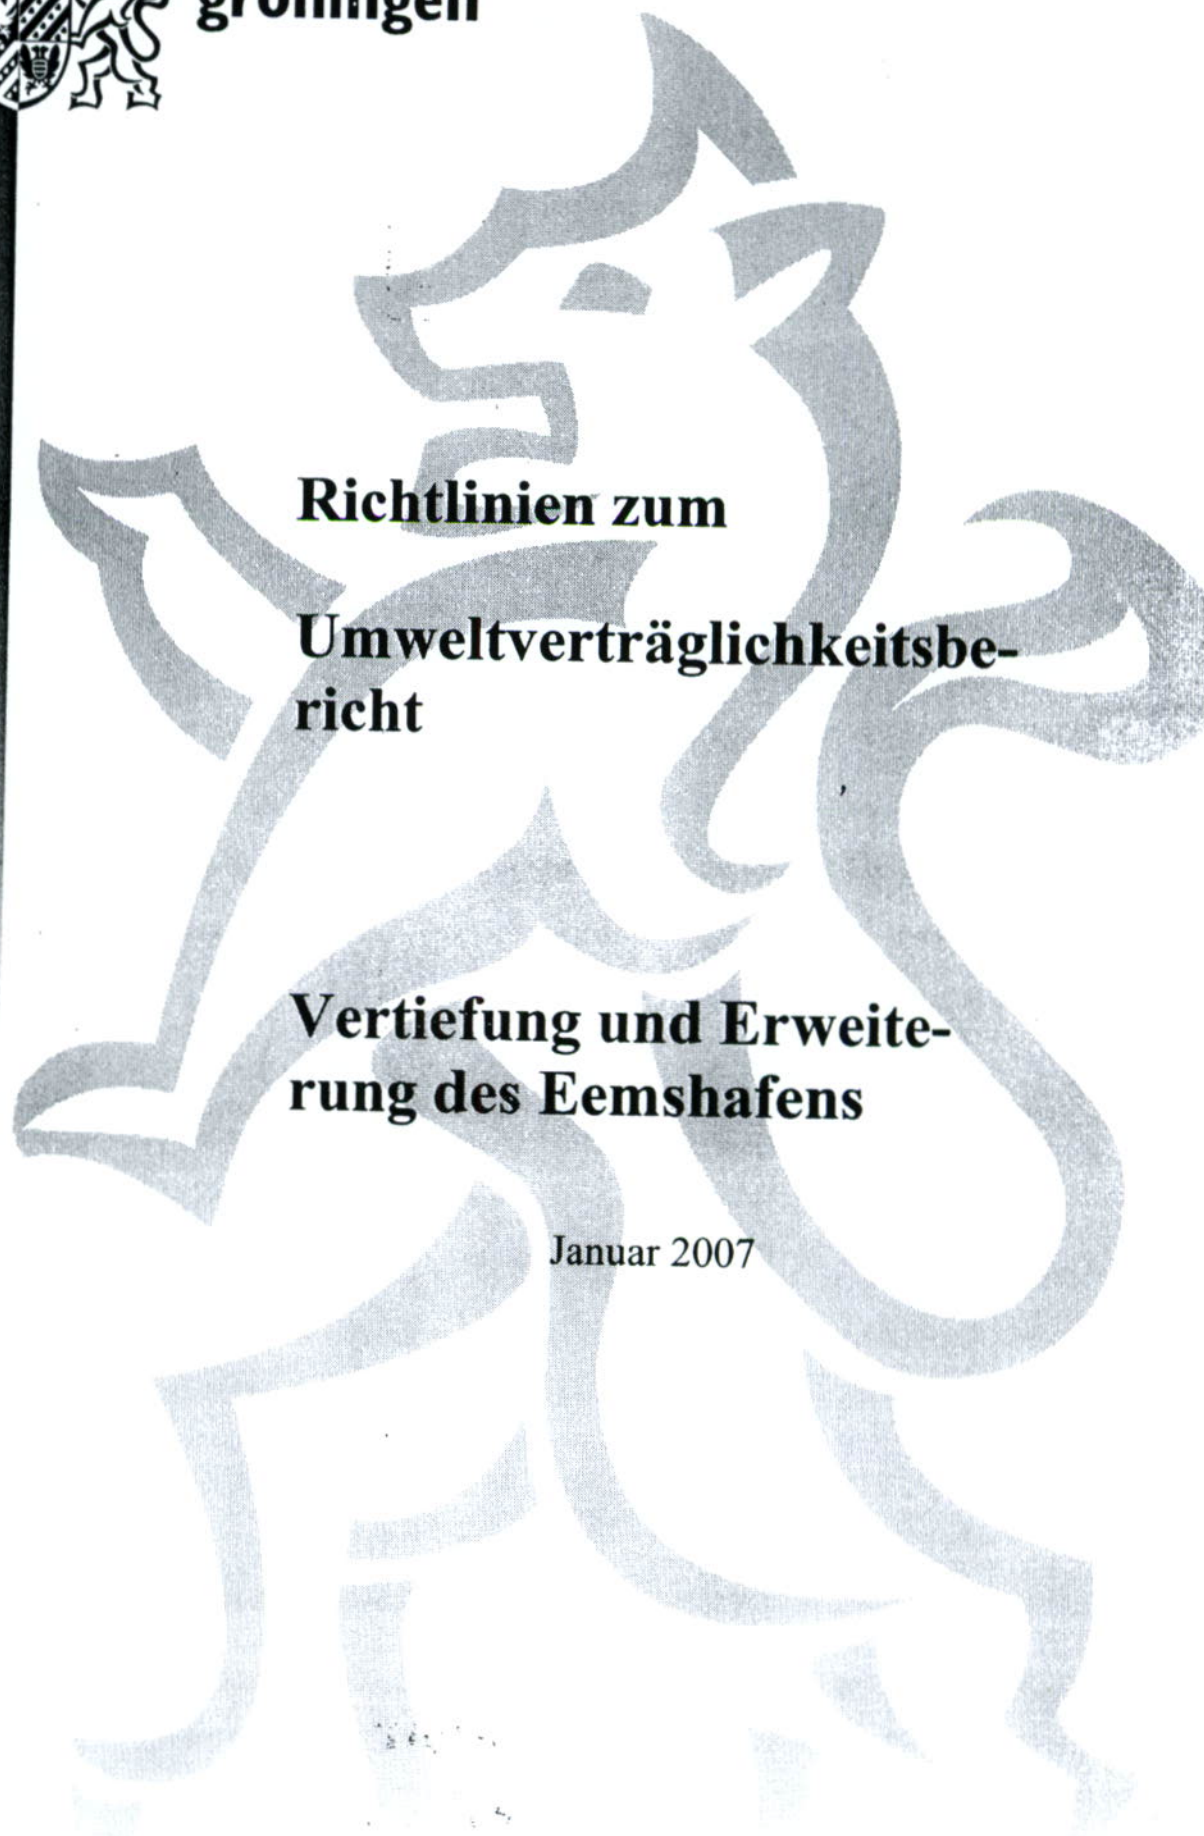 groningen
Richtlinien zum
Umweltverträglichkeitsbe-
richt
Vertiefung und Erweite-
rung des Eemshafens
Januar 2007